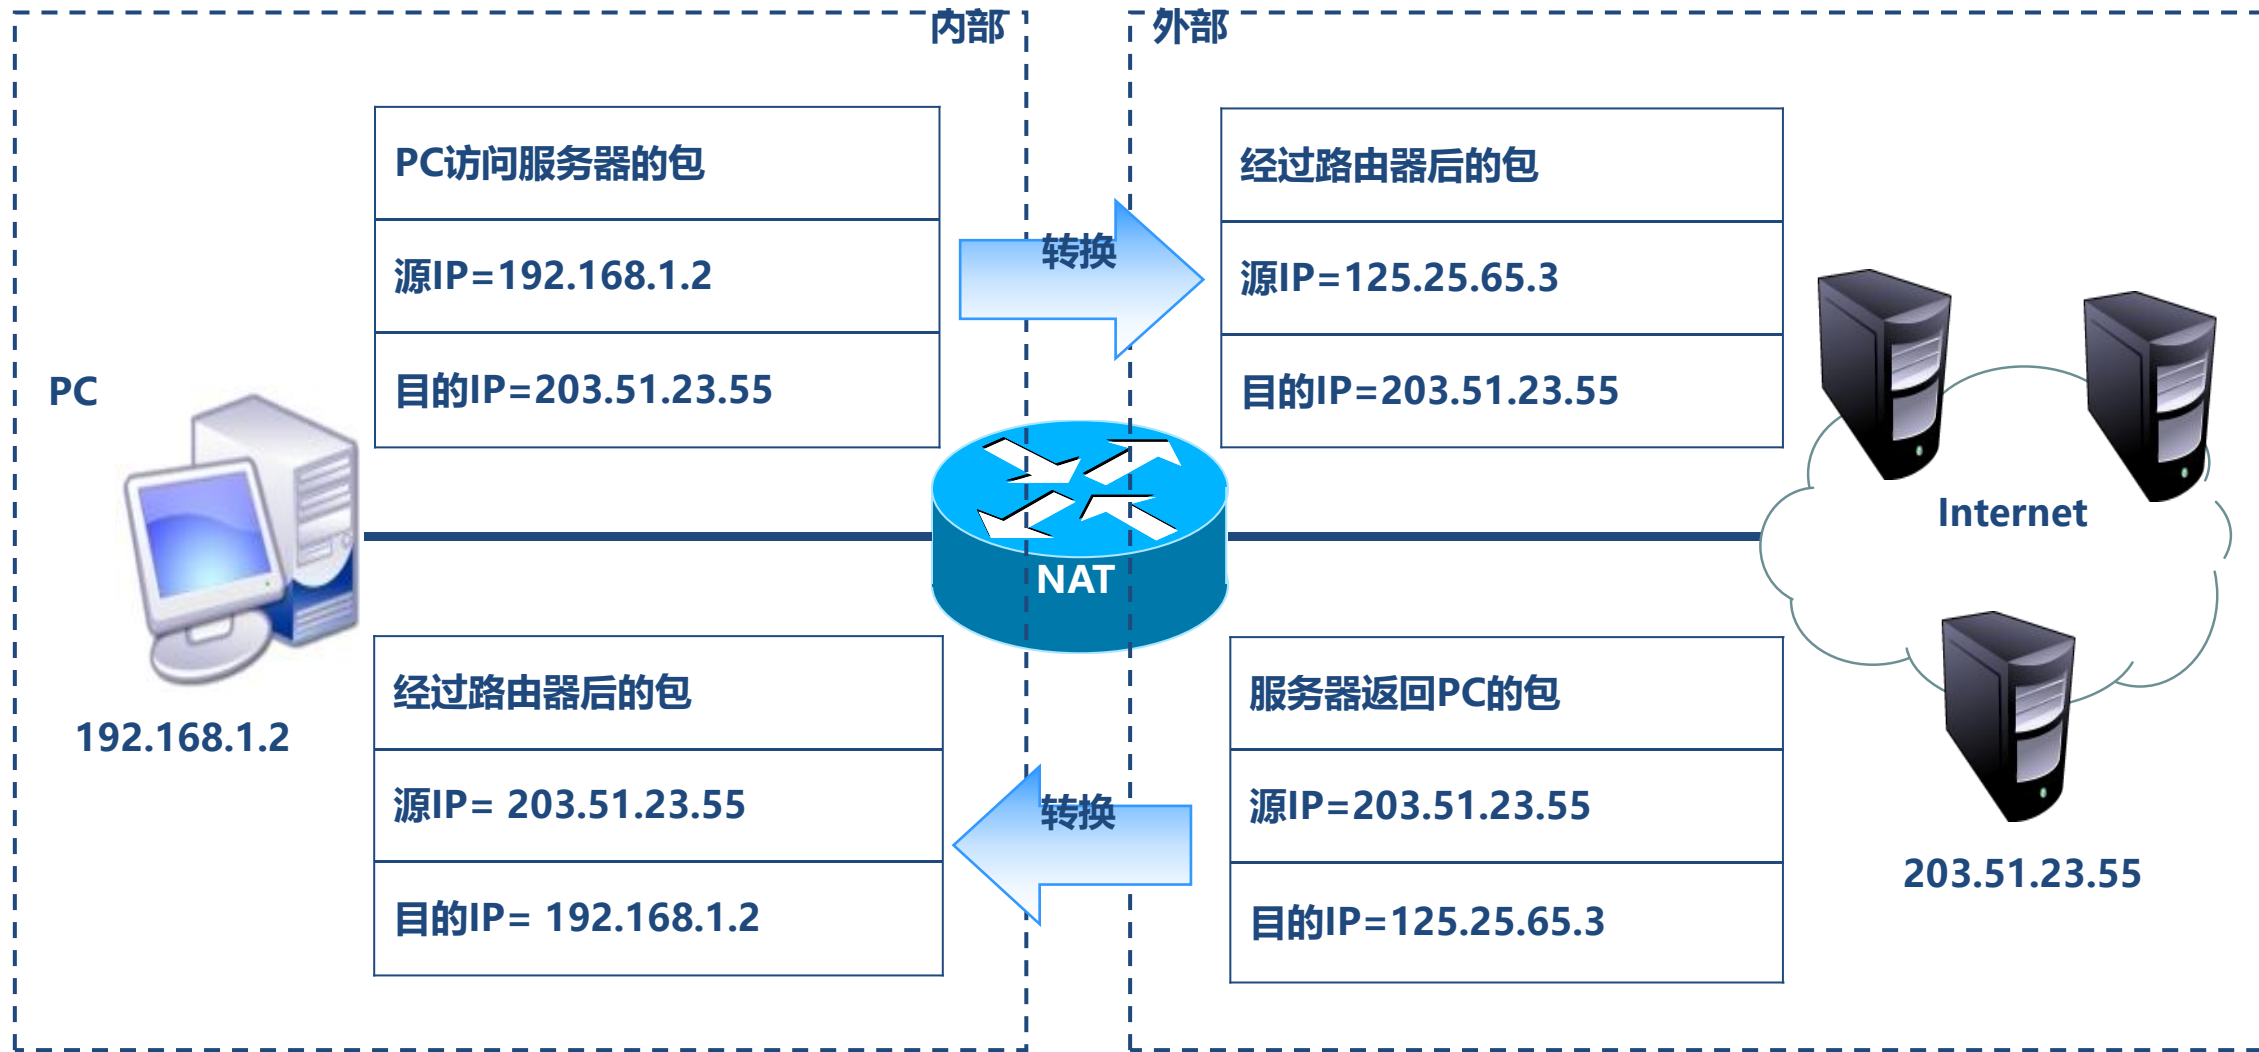 内部
外部
PC访问服务器的包
源IP=192.168.1.2
目的IP=203.51.23.55
转换
经过路由器后的包
源IP=125.25.65.3
目的IP=203.51.23.55
PC
192.168.1.2
NAT
Internet
经过路由器后的包
源IP= 203.51.23.55
目的IP= 192.168.1.2
转换
服务器返回PC的包
源IP=203.51.23.55
目的IP=125.25.65.3
203.51.23.55